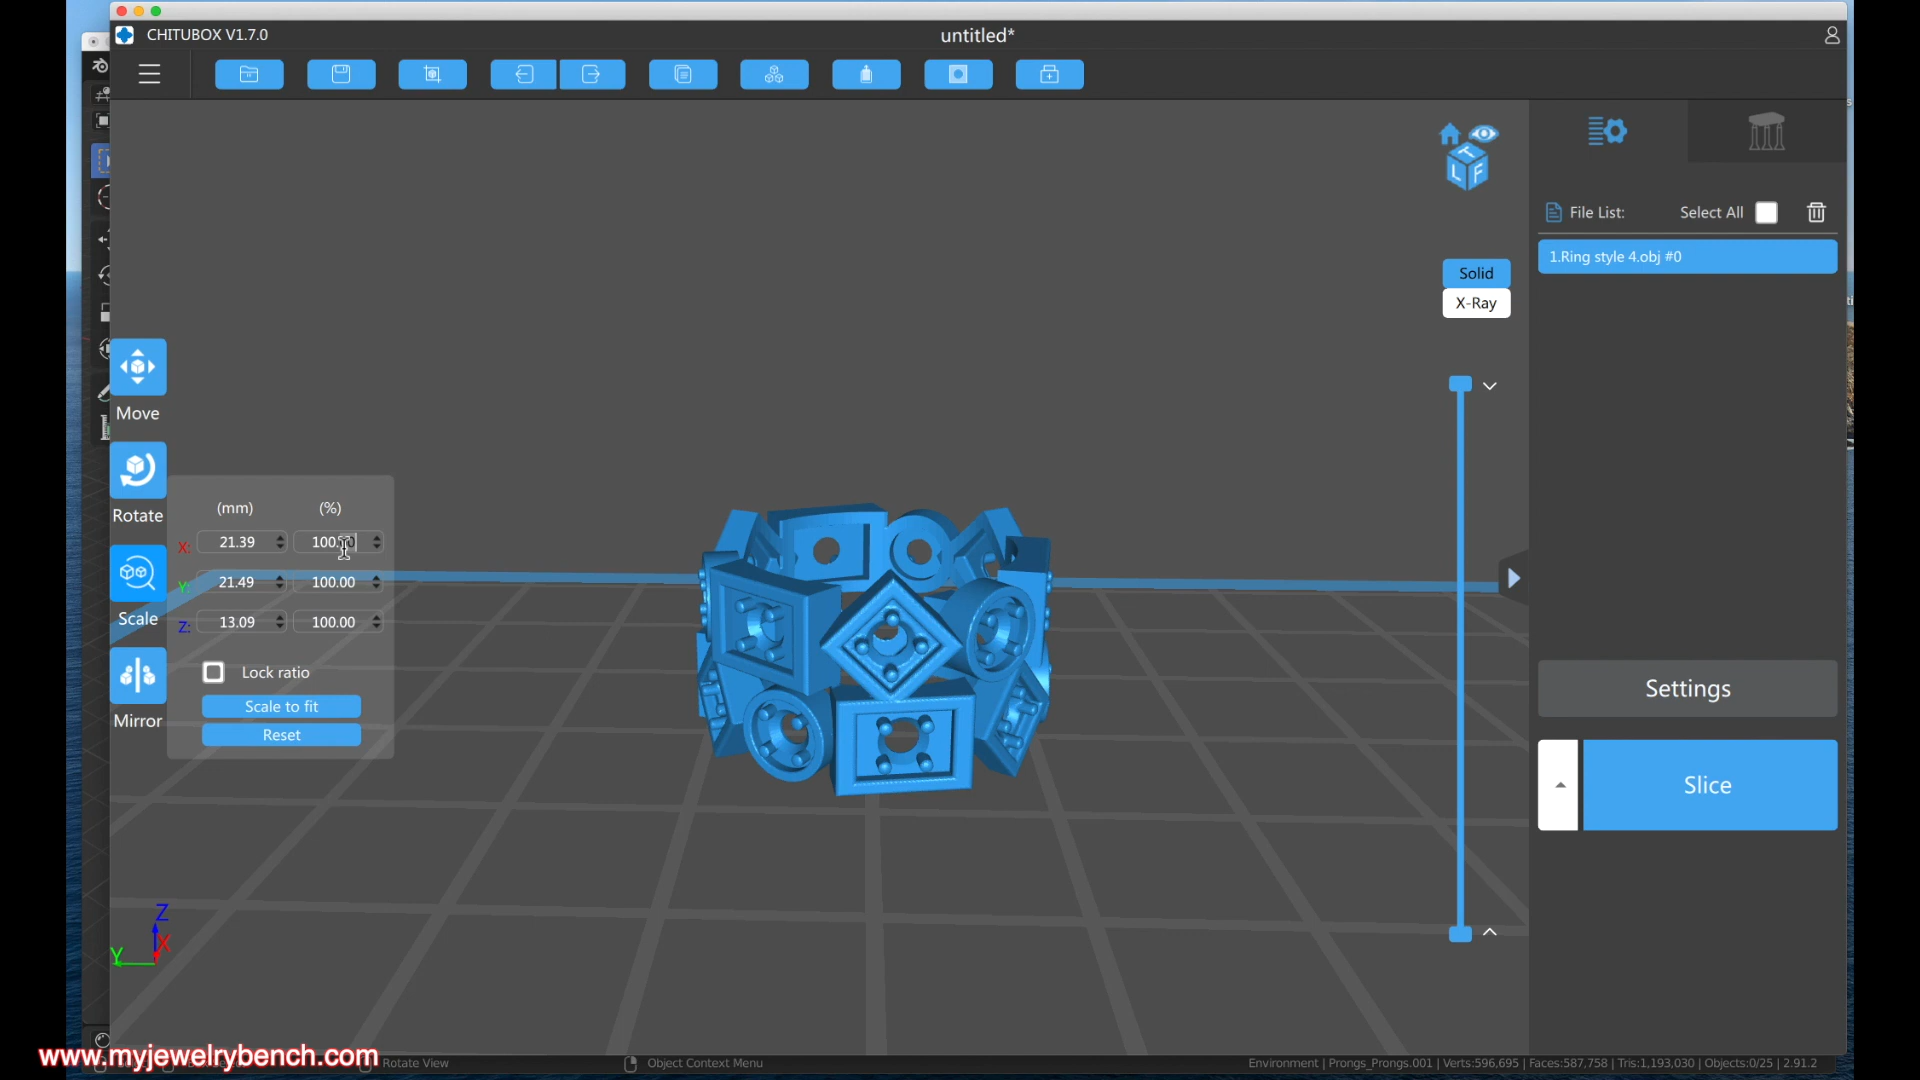 CHITUBOX V1.7.0
untitled*
T
L F
File List: Select All
1.Ring style 4.obj #0
Solid
X-Ray
Move
Rotate
(mm) (%)
X: 21.39
Y: 21.49 100.00
Z: 13.09 100.00
Scale
Lock ratio
Scale to fit
Reset
Mirror
Settings
Slice
Z
Y X
www.myjewelrybench.com
Rotate View
Object Context Menu
Environment | Prongs_Prongs.001 | Verts:596,695 | Faces:587,758 | Tris:1,193,030 | Objects:0/25 | 2.91.2